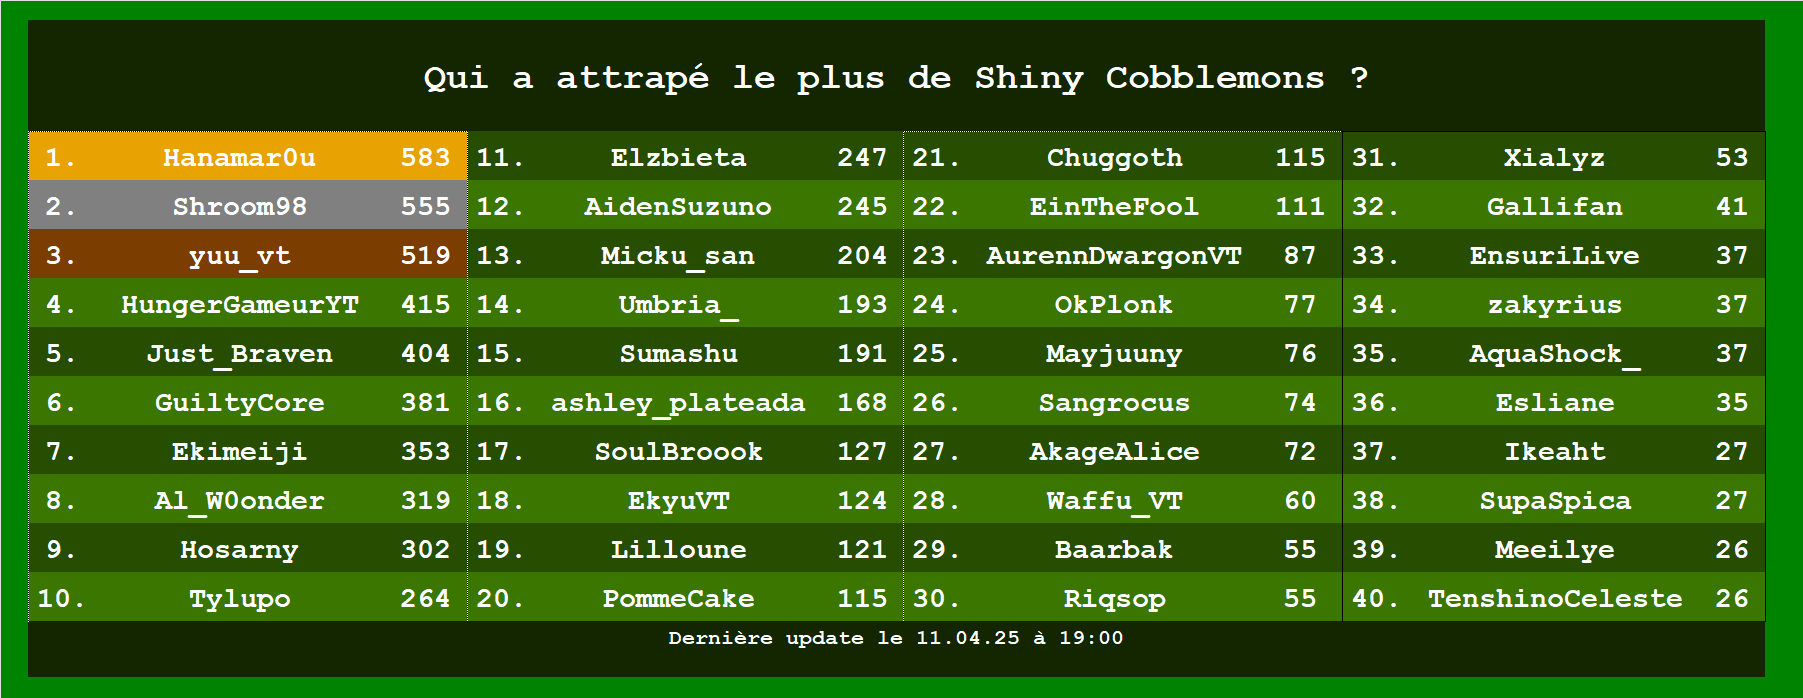 Qui a attrapé le plus de Shiny Cobblemons ?
1. Hanamar0u 583 11. Elzbieta 247 21. Chuggoth 115 31. Xialyz 53
2. Shroom98 555 12. AidenSuzuno 245 22. EinTheFool 111 32. Gallifan 41
3. yuu_vt 519 13. Micku_san 204 23. AurennDwargonVT 87 33. EnsuriLive 37
4. HungerGameurYT 415 14. Umbria_ 193 24. OkPlonk 77 34. zakyrius 37
5. Just_Braven 404 15. Sumashu 191 25. Mayjuuny 76 35. AquaShock_ 37
6. GuiltyCore 381 16. ashley_plateada 168 26. Sangrocus 74 36. Esliane 35
7. Ekimeiji 353 17. SoulBroook 127 27. AkageAlice 72 37. Ikeaht 27
8. Al_W0onder 319 18. EkyuVT 124 28. Waffu_VT 60 38. SupaSpica 27
9. Hosarny 302 19. Lilloune 121 29. Baarbak 55 39. Meeilye 26
10. Tylupo 264 20. PommeCake 115 30. Riqsop 55 40. TenshinoCeleste 26
Dernière update le 11.04.25 à 19:00